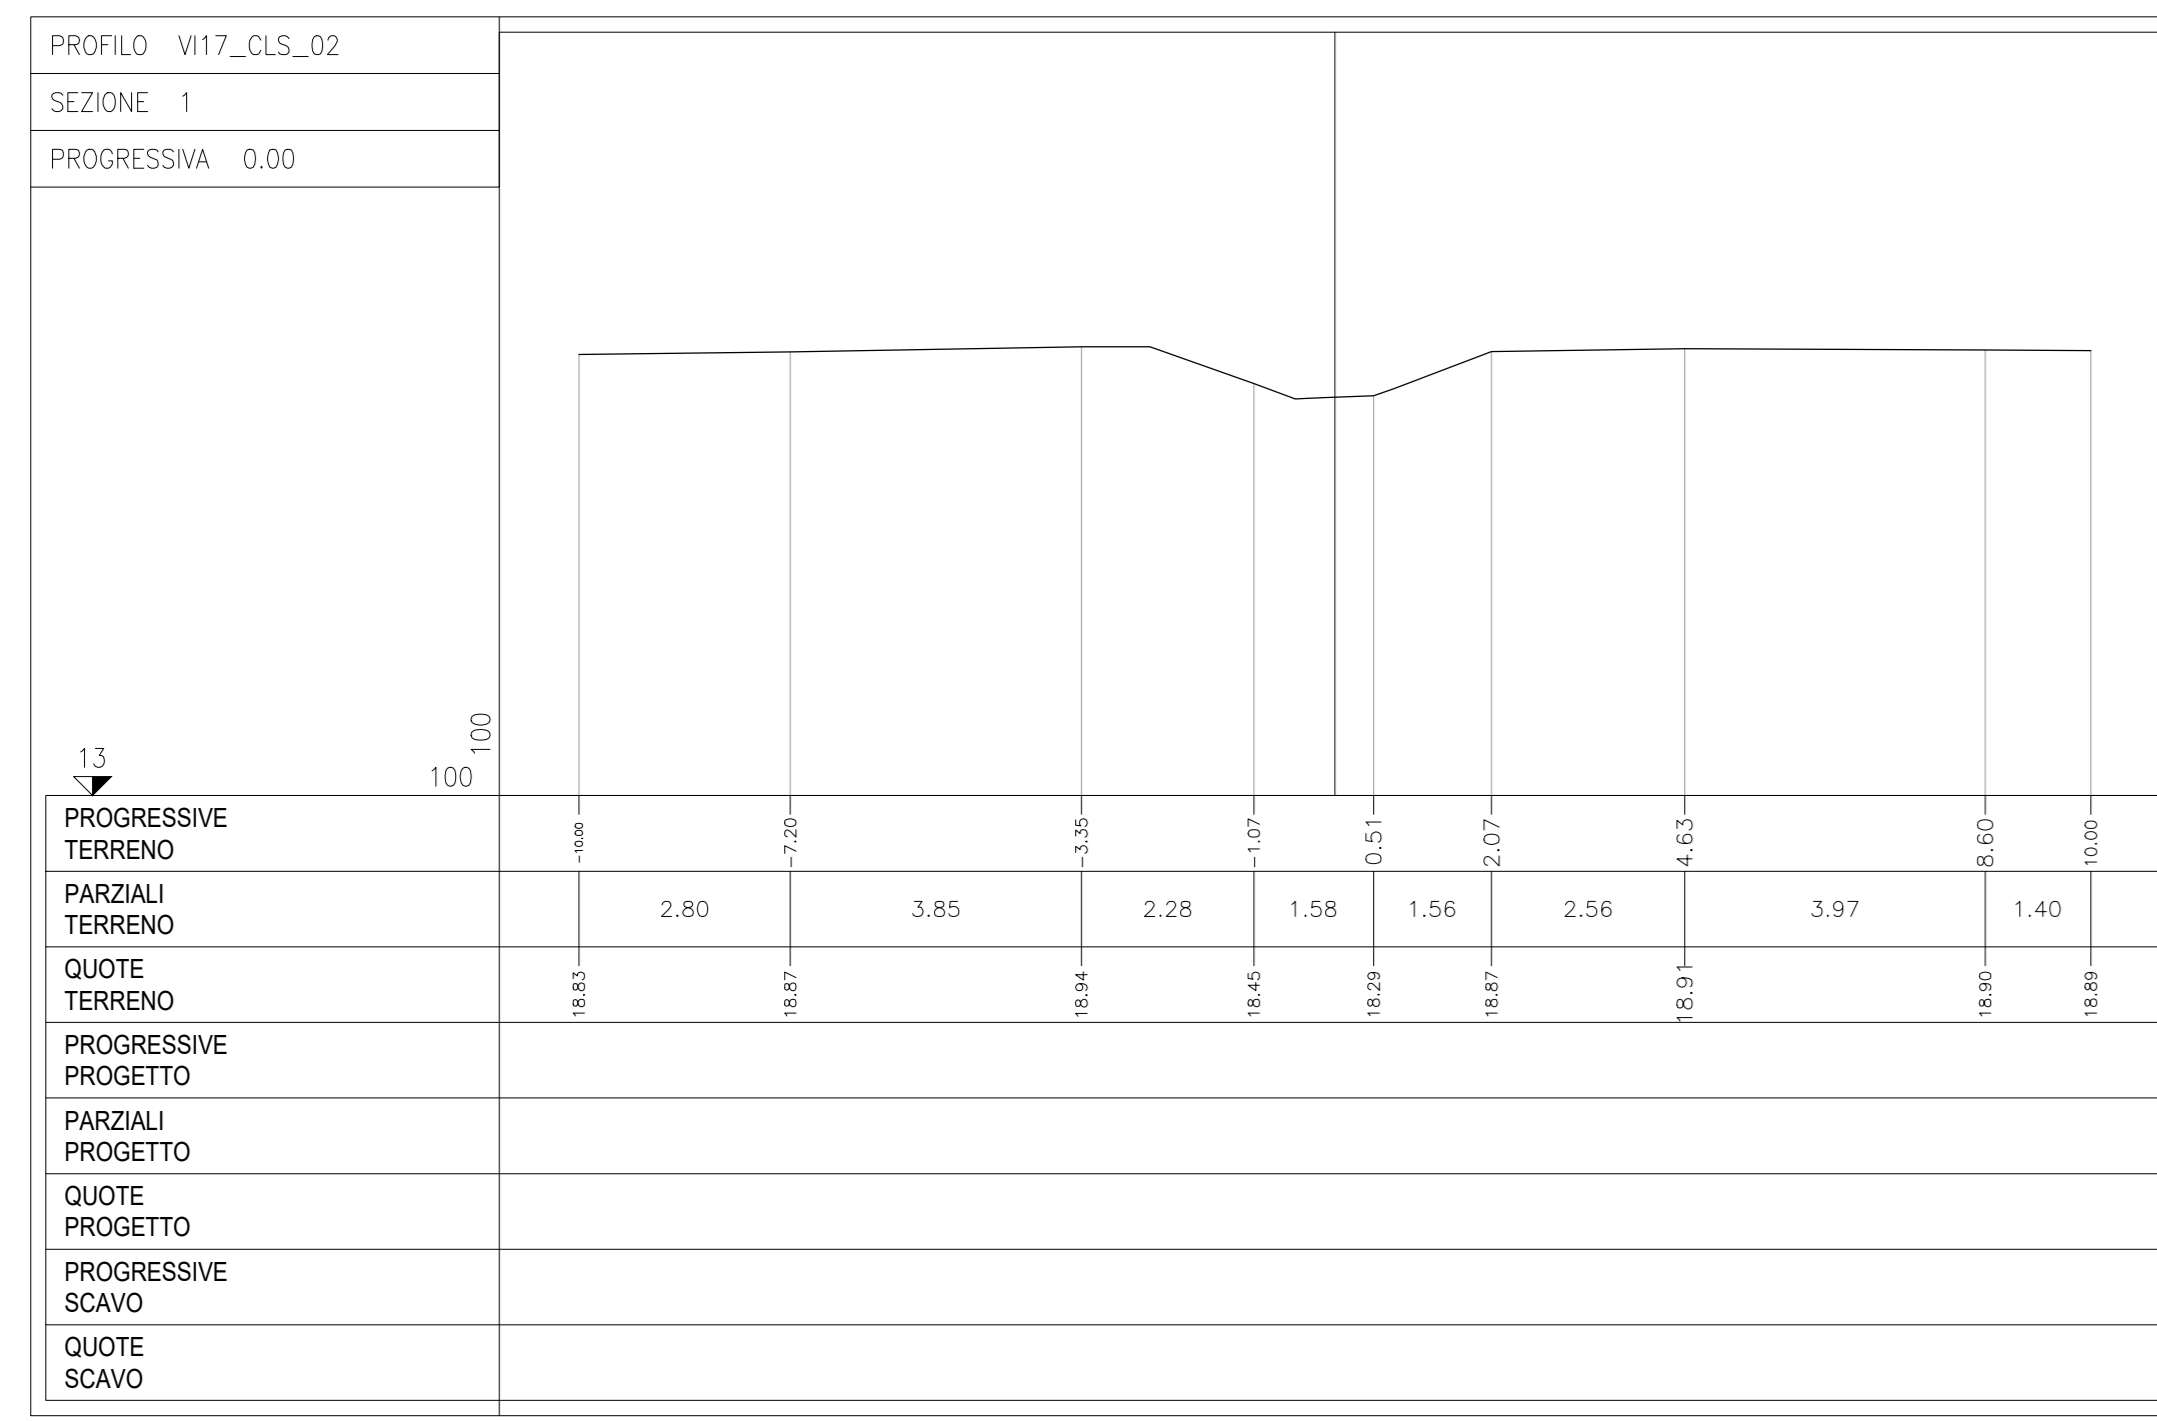 PROFILO VI17_CLS_02
SEZIONE 1
PROGRESSIVA 0.00
100
13
100
PROGRESSIVE
TERRENO
-10.00 -7.20 -3.35 -1.07 0.51 2.07 4.63 8.60 10.00
PARZIALI
TERRENO
2.80 3.85 2.28 1.58 1.56 2.56 3.97 1.40
QUOTE
TERRENO
18.83 18.87 18.94 18.45 18.29 18.87 18.91 18.90 18.89
PROGRESSIVE
PROGETTO
PARZIALI
PROGETTO
QUOTE
PROGETTO
PROGRESSIVE
SCAVO
QUOTE
SCAVO